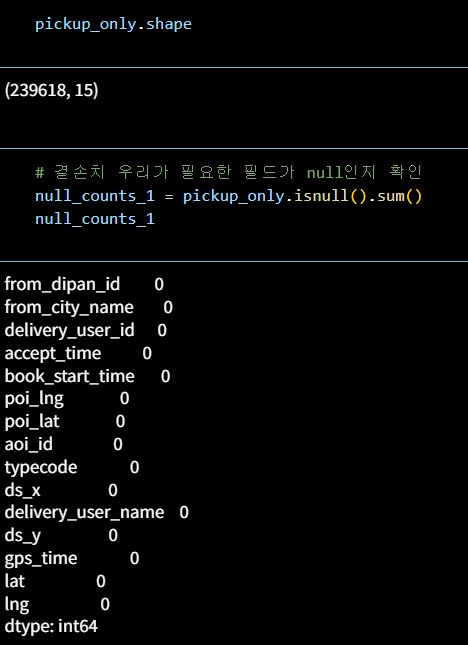 pickup_only.shape
(239618, 15)
# 결손치 우리가 필요한 필드가 null인지 확인
null_counts_1 = pickup_only.isnull().sum()
null_counts_1
from_dipan_id 0
from_city_name 0
delivery_user_id 0
accept_time 0
book_start_time 0
poi_lng 0
poi_lat 0
aoi_id 0
typecode 0
ds_x 0
delivery_user_name 0
ds_y 0
gps_time 0
lat 0
lng 0
dtype: int64